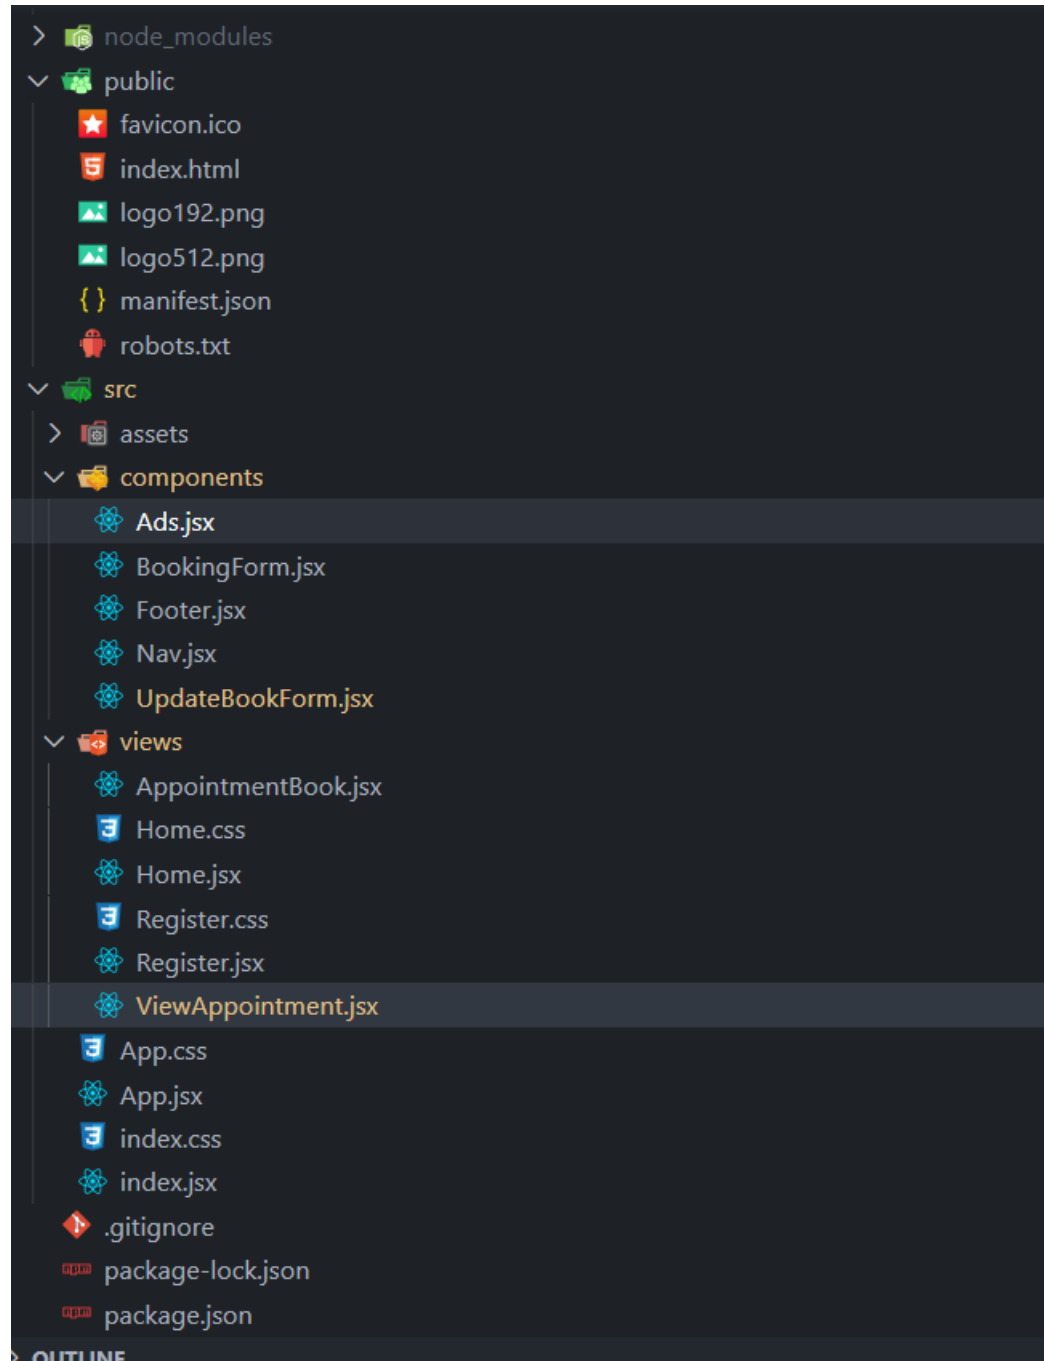 node_modules
public
favicon.ico
index.html
logo192.png
logo512.png
manifest.json
robots.txt
src
assets
components
Ads.jsx
BookingForm.jsx
Footer.jsx
Nav.jsx
UpdateBookForm.jsx
views
AppointmentBook.jsx
Home.css
Home.jsx
Register.css
Register.jsx
ViewAppointment.jsx
App.css
App.jsx
index.css
index.jsx
.gitignore
package-lock.json
package.json
OUTLINE